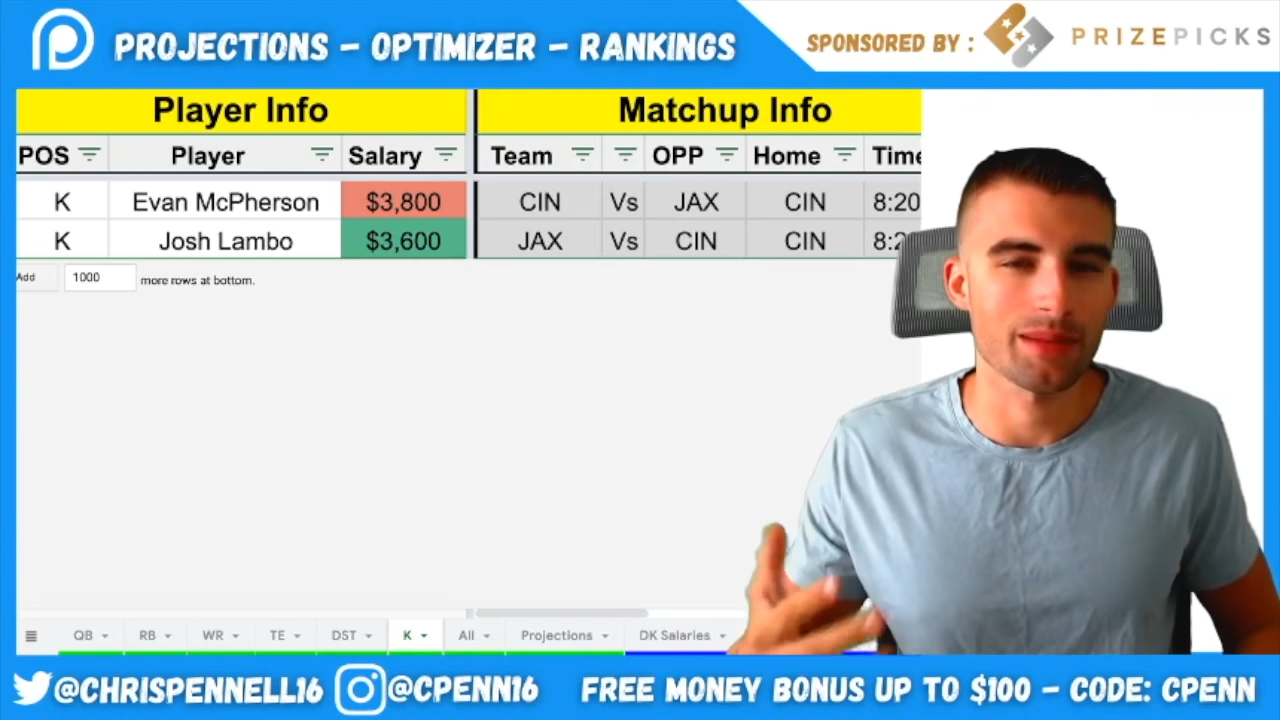 PROJECTIONS - OPTIMIZER - RANKINGS
SPONSORED BY : PRIZEPICKS
Player Info Matchup Info
POS Player Salary Team OPP Home Time
K Evan McPherson $3,800 CIN Vs JAX CIN 8:20
K Josh Lambo $3,600 JAX Vs CIN CIN 8:2
Add 1000 more rows at bottom.
QB RB WR TE DST K All Projections DK Salaries
@CHRISPENNELL16 @CPENN16 FREE MONEY BONUS UP TO $100 - CODE: CPENN